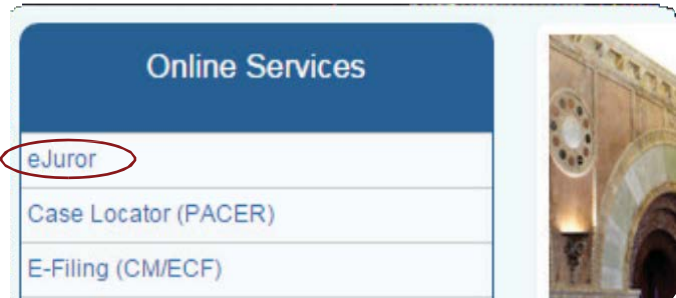 Online Services
eJuror
Case Locator (PACER)
E-Filing (CM/ECF)